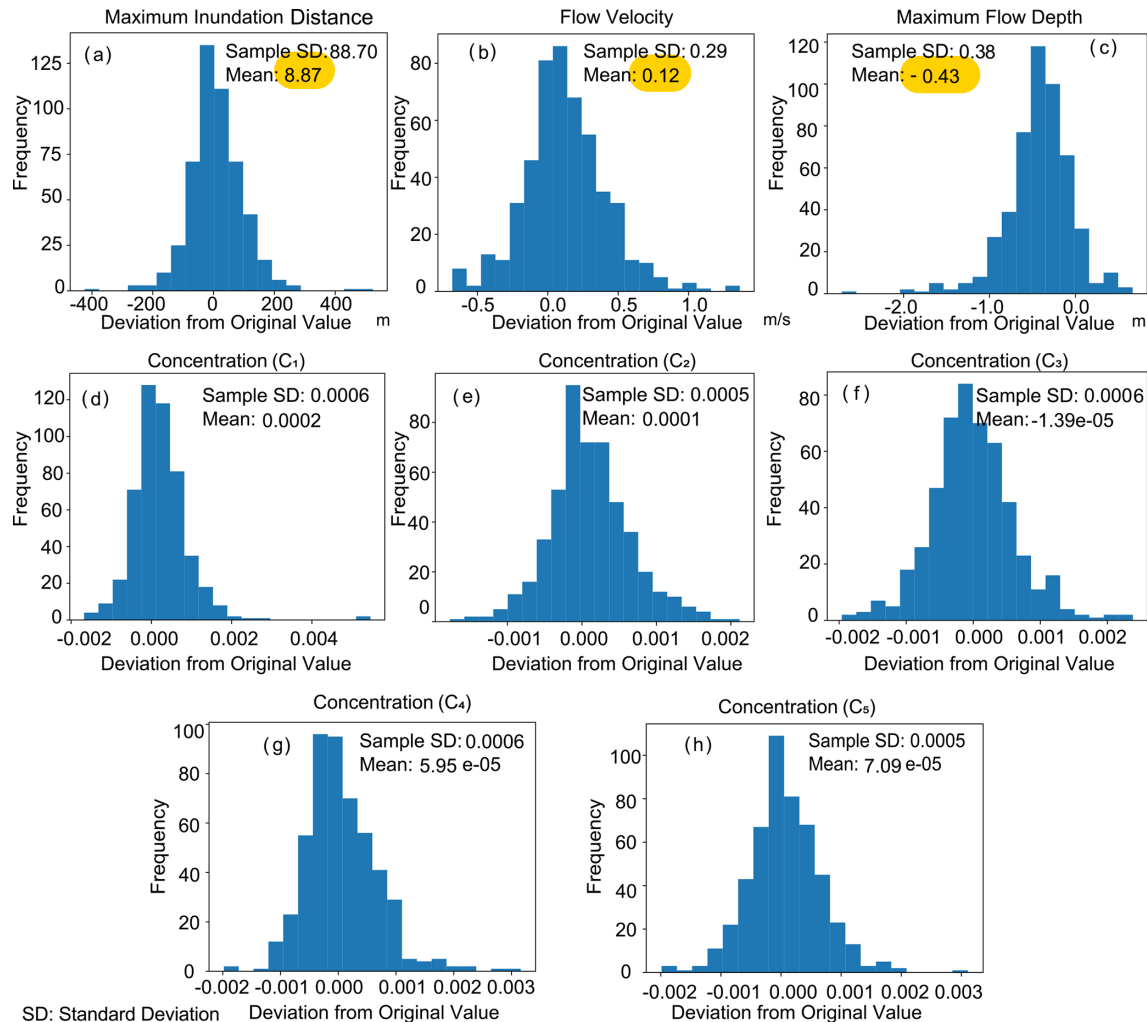 Maximum Inundation Distance
(a)
Sample SD: 88.70
Mean: 8.87
Frequency
125
100
75
50
25
0
-400
-200
0
200
400
Deviation from Original Value
m
Flow Velocity
(b)
Sample SD: 0.29
Mean: 0.12
Frequency
80
60
40
20
0
-0.5
0.0
0.5
1.0
Deviation from Original Value
m/s
Maximum Flow Depth
(c)
Sample SD: 0.38
Mean: - 0.43
Frequency
120
100
80
60
40
20
0
-2.0
-1.0
0.0
Deviation from Original Value
m
Concentration (C₁)
(d)
Sample SD: 0.0006
Mean: 0.0002
Frequency
120
100
80
60
40
20
0
-0.002
0.000
0.002
0.004
Deviation from Original Value
Concentration (C₂)
(e)
Sample SD: 0.0005
Mean: 0.0001
Frequency
80
60
40
20
0
-0.001
0.000
0.001
0.002
Deviation from Original Value
Concentration (C₃)
(f)
Sample SD: 0.0006
Mean: -1.39e-05
Frequency
80
60
40
20
0
-0.002
-0.001
0.000
0.001
0.002
Deviation from Original Value
Concentration (C₄)
(g)
Sample SD: 0.0006
Mean: 5.95 e-05
Frequency
100
80
60
40
20
0
-0.002
-0.001
0.000
0.001
0.002
0.003
Deviation from Original Value
Concentration (C₅)
(h)
Sample SD: 0.0005
Mean: 7.09 e-05
Frequency
100
80
60
40
20
0
-0.002
-0.001
0.000
0.001
0.002
0.003
Deviation from Original Value
SD: Standard Deviation